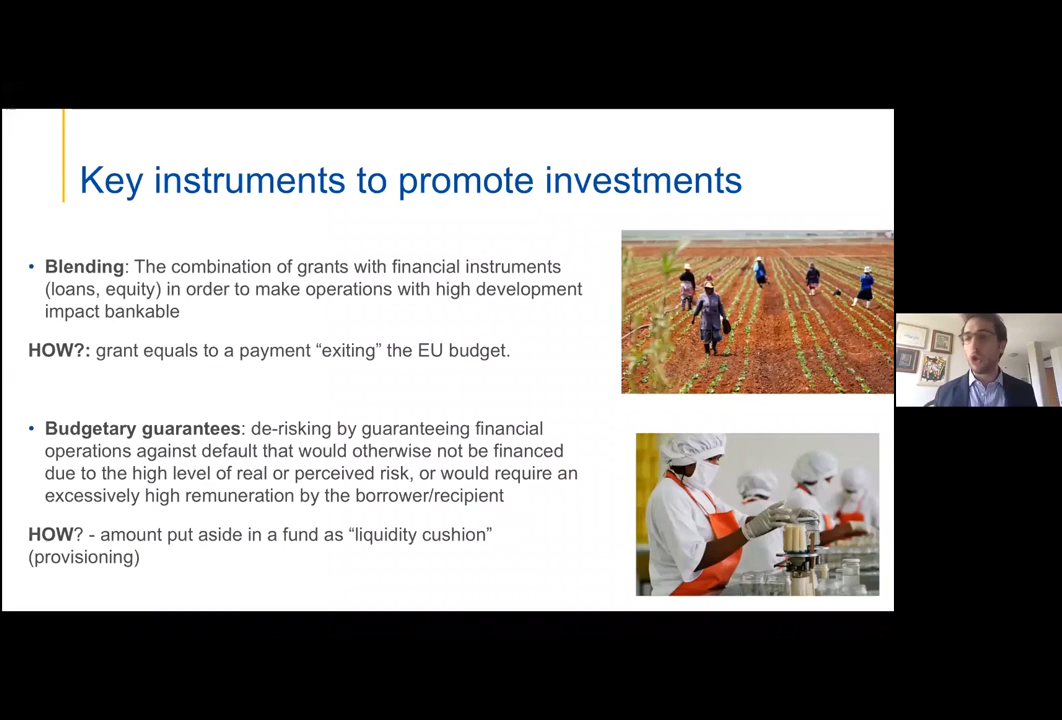 Key instruments to promote investments
• Blending: The combination of grants with financial instruments
(loans, equity) in order to make operations with high development
impact bankable
HOW?: grant equals to a payment “exiting” the EU budget.
• Budgetary guarantees: de-risking by guaranteeing financial
operations against default that would otherwise not be financed
due to the high level of real or perceived risk, or would require an
excessively high remuneration by the borrower/recipient
HOW? - amount put aside in a fund as “liquidity cushion”
(provisioning)